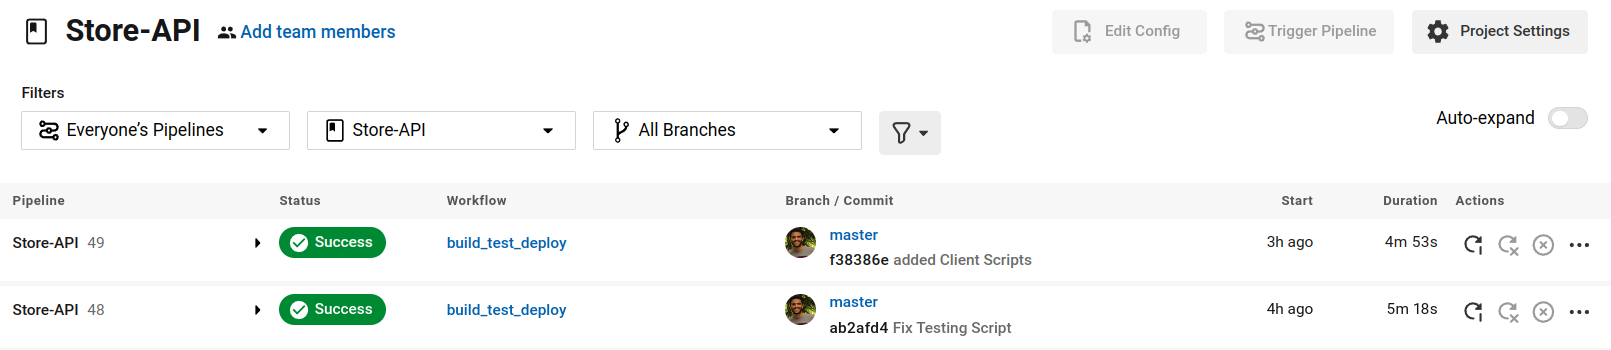 Store-API Add team members Edit Config Trigger Pipeline Project Settings
Filters
Everyone’s Pipelines Store-API All Branches Auto-expand
Pipeline Status Workflow Branch / Commit Start Duration Actions
Store-API 49 Success build_test_deploy master 3h ago 4m 53s
f38386e added Client Scripts
Store-API 48 Success build_test_deploy master 4h ago 5m 18s
ab2afd4 Fix Testing Script